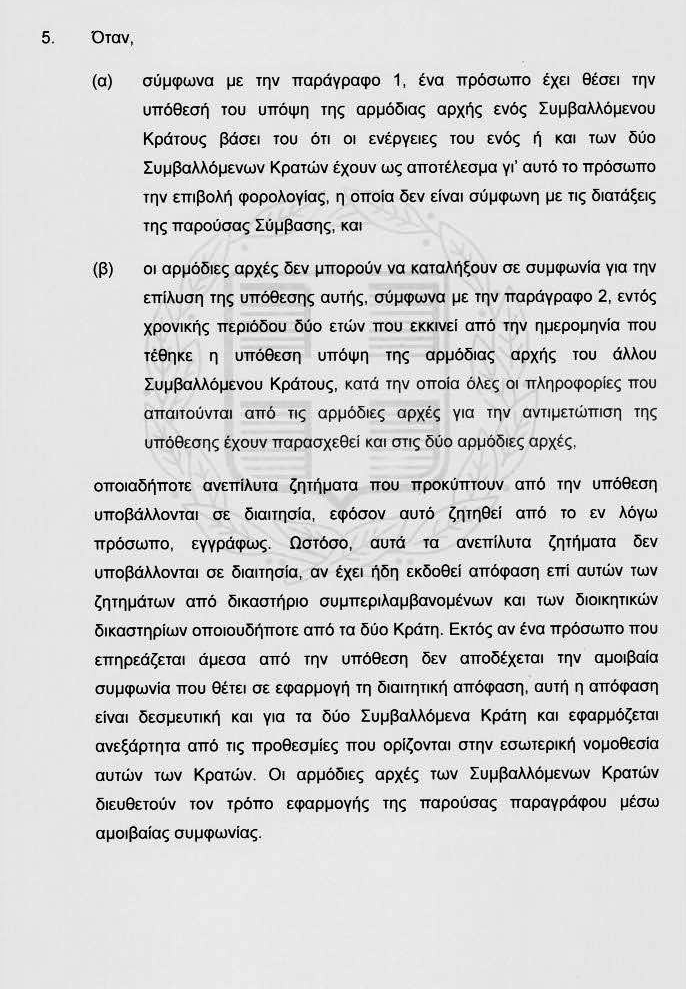 5. Όταν,
(α) σύμφωνα με την παράγραφο 1, ένα πρόσωπο έχει θέσει την
υπόθεσή του υπόψη της αρμόδιας αρχής ενός Συμβαλλόμενου
Κράτους βάσει του ότι οι ενέργειες του ενός ή και των δύο
Συμβαλλόμενων Κρατών έχουν ως αποτέλεσμα γι' αυτό το πρόσωπο
την επιβολή φορολογίας, η οποία δεν είναι σύμφωνη με τις διατάξεις
της παρούσας Σύμβασης, και
(β) οι αρμόδιες αρχές δεν μπορούν να καταλήξουν σε συμφωνία για την
επίλυση της υπόθεσης αυτής, σύμφωνα με την παράγραφο 2, εντός
χρονικής περιόδου δύο ετών που εκκινεί από την ημερομηνία που
τέθηκε η υπόθεση υπόψη της αρμόδιας αρχής του άλλου
Συμβαλλόμενου Κράτους, κατά την οποία όλες οι πληροφορίες που
απαιτούνται από τις αρμόδιες αρχές για την αντιμετώπιση της
υπόθεσης έχουν παρασχεθεί και στις δύο αρμόδιες αρχές,
οποιαδήποτε ανεπίλυτα ζητήματα που προκύπτουν από την υπόθεση
υποβάλλονται σε διαιτησία, εφόσον αυτό ζητηθεί από το εν λόγω
πρόσωπο, εγγράφως. Ωστόσο, αυτά τα ανεπίλυτα ζητήματα δεν
υποβάλλονται σε διαιτησία, αν έχει ήδη εκδοθεί απόφαση επί αυτών των
ζητημάτων από δικαστήριο συμπεριλαμβανομένων και των διοικητικών
δικαστηρίων οποιουδήποτε από τα δύο Κράτη. Εκτός αν ένα πρόσωπο που
επηρεάζεται άμεσα από την υπόθεση δεν αποδέχεται την αμοιβαία
συμφωνία που θέτει σε εφαρμογή τη διαιτητική απόφαση, αυτή η απόφαση
είναι δεσμευτική και για τα δύο Συμβαλλόμενα Κράτη και εφαρμόζεται
ανεξάρτητα από τις προθεσμίες που ορίζονται στην εσωτερική νομοθεσία
αυτών των Κρατών. Οι αρμόδιες αρχές των Συμβαλλόμενων Κρατών
διευθετούν τον τρόπο εφαρμογής της παρούσας παραγράφου μέσω
αμοιβαίας συμφωνίας.